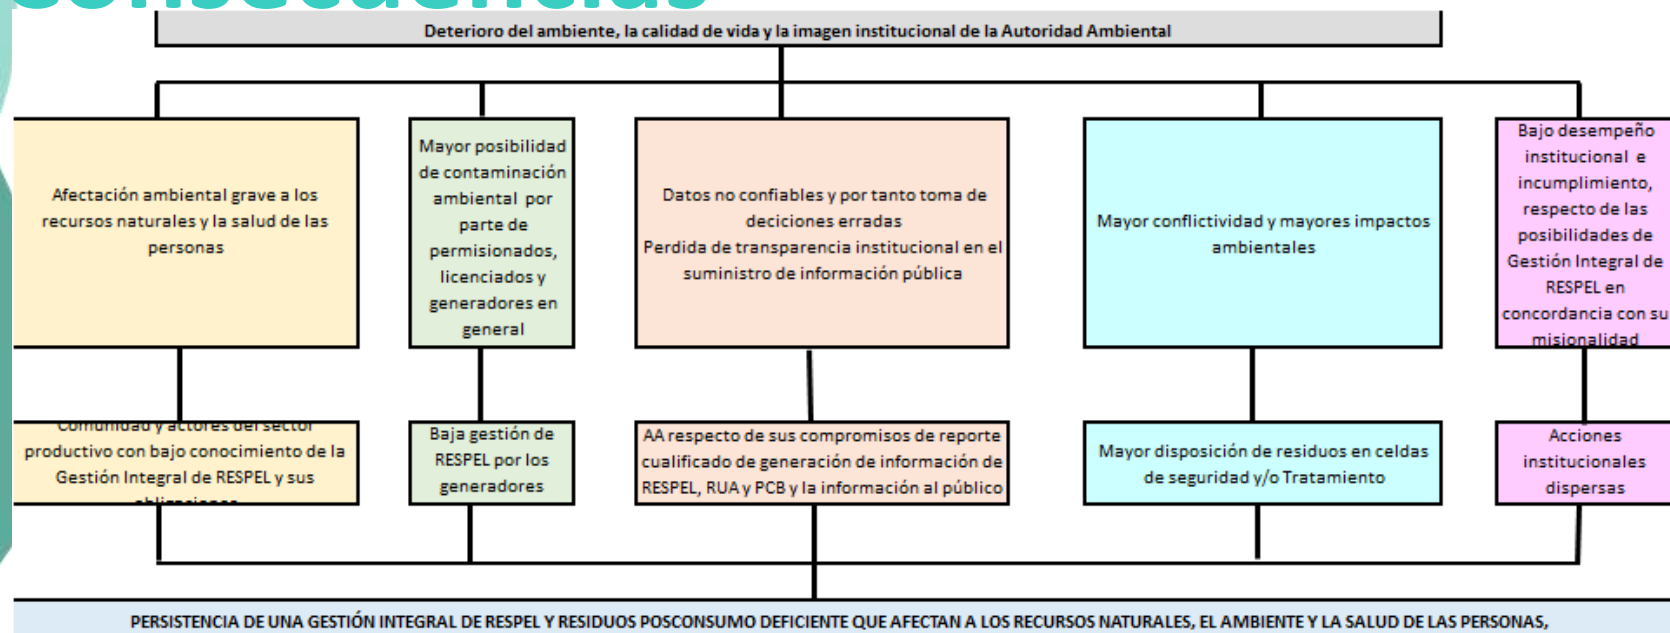 consecuencias
Deterioro del ambiente, la calidad de vida y la imagen institucional de la Autoridad Ambiental
Afectación ambiental grave a los
recursos naturales y la salud de las
personas
Mayor posibilidad
de contaminación
ambiental por
parte de
permisionados,
licenciados y
generadores en
general
Datos no confiables y por tanto toma de
deciciones erradas
Perdida de transparencia institucional en el
suministro de información pública
Mayor conflictividad y mayores impactos
ambientales
Bajo desempeño
institucional e
incumplimiento,
respecto de las
posibilidades de
Gestión Integral de
RESPEL en
concordancia con su
misionalidad
Comunidad y actores del sector
productivo con bajo conocimiento de la
Gestión Integral de RESPEL y sus
obligaciones
Baja gestión de
RESPEL por los
generadores
AA respecto de sus compromisos de reporte
cualificado de generación de información de
RESPEL, RUA y PCB y la información al público
Mayor disposición de residuos en celdas
de seguridad y/o Tratamiento
Acciones
institucionales
dispersas
PERSISTENCIA DE UNA GESTIÓN INTEGRAL DE RESPEL Y RESIDUOS POSCONSUMO DEFICIENTE QUE AFECTAN A LOS RECURSOS NATURALES, EL AMBIENTE Y LA SALUD DE LAS PERSONAS,